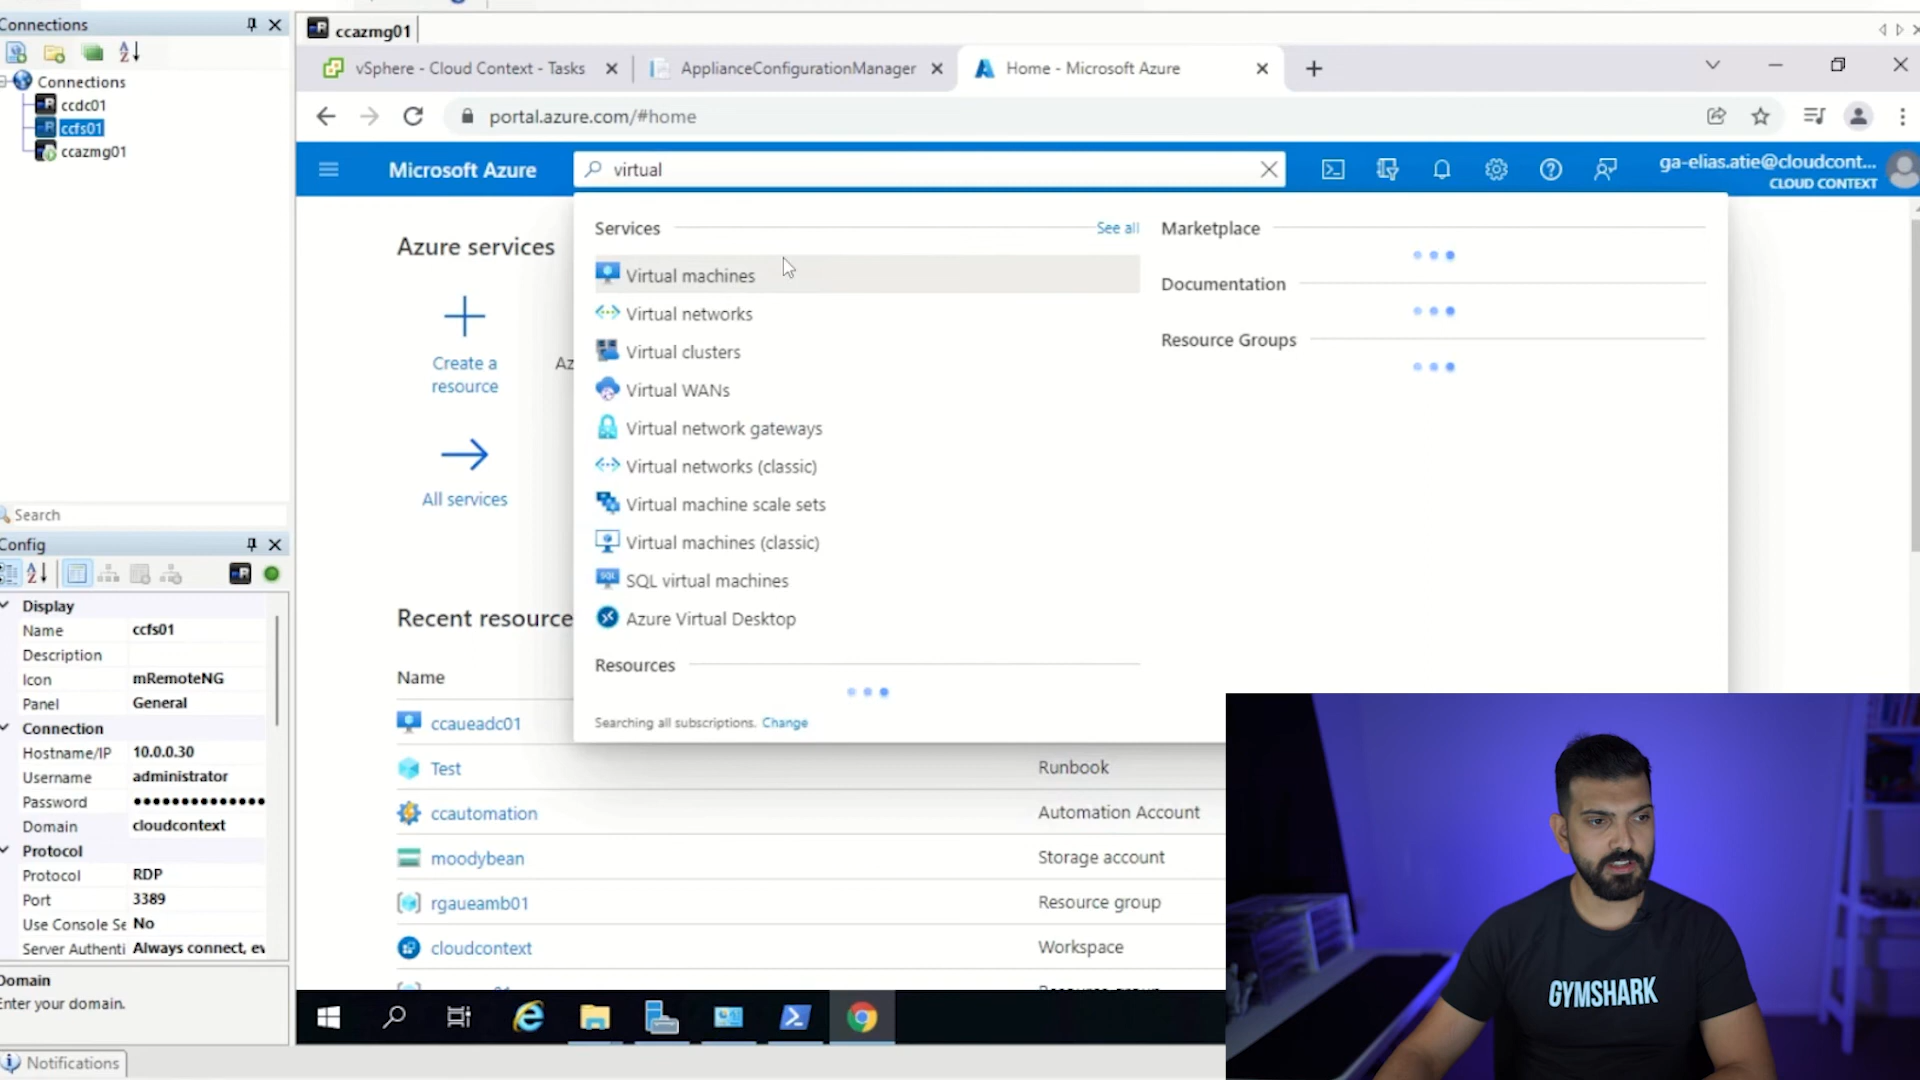 Connections
Connections
ccdc01
ccfs01
ccazmg01
Search
Config
Display
Name ccfs01
Description
Icon mRemoteNG
Panel General
Connection
Hostname/IP 10.0.0.30
Username administrator
Password ••••••••••••••
Domain cloudcontext
Protocol
Protocol RDP
Port 3389
Use Console Se No
Server Authenti Always connect, ev
Domain
Enter your domain.
Notifications
ccazmg01
vSphere - Cloud Context - Tasks
ApplianceConfigurationManager
Home - Microsoft Azure
portal.azure.com/#home
Microsoft Azure
virtual
ga-elias.atie@cloudcont...
CLOUD CONTEXT
Azure services
Create a
resource
Az
All services
Services
See all
Virtual machines
Virtual networks
Virtual clusters
Virtual WANs
Virtual network gateways
Virtual networks (classic)
Virtual machine scale sets
Virtual machines (classic)
SQL virtual machines
Azure Virtual Desktop
Resources
Searching all subscriptions. Change
Marketplace
Documentation
Resource Groups
Recent resource
Name
ccaueadc01
Test Runbook
ccautomation Automation Account
moodybean Storage account
rgaueamb01 Resource group
cloudcontext Workspace
GYMSHARK